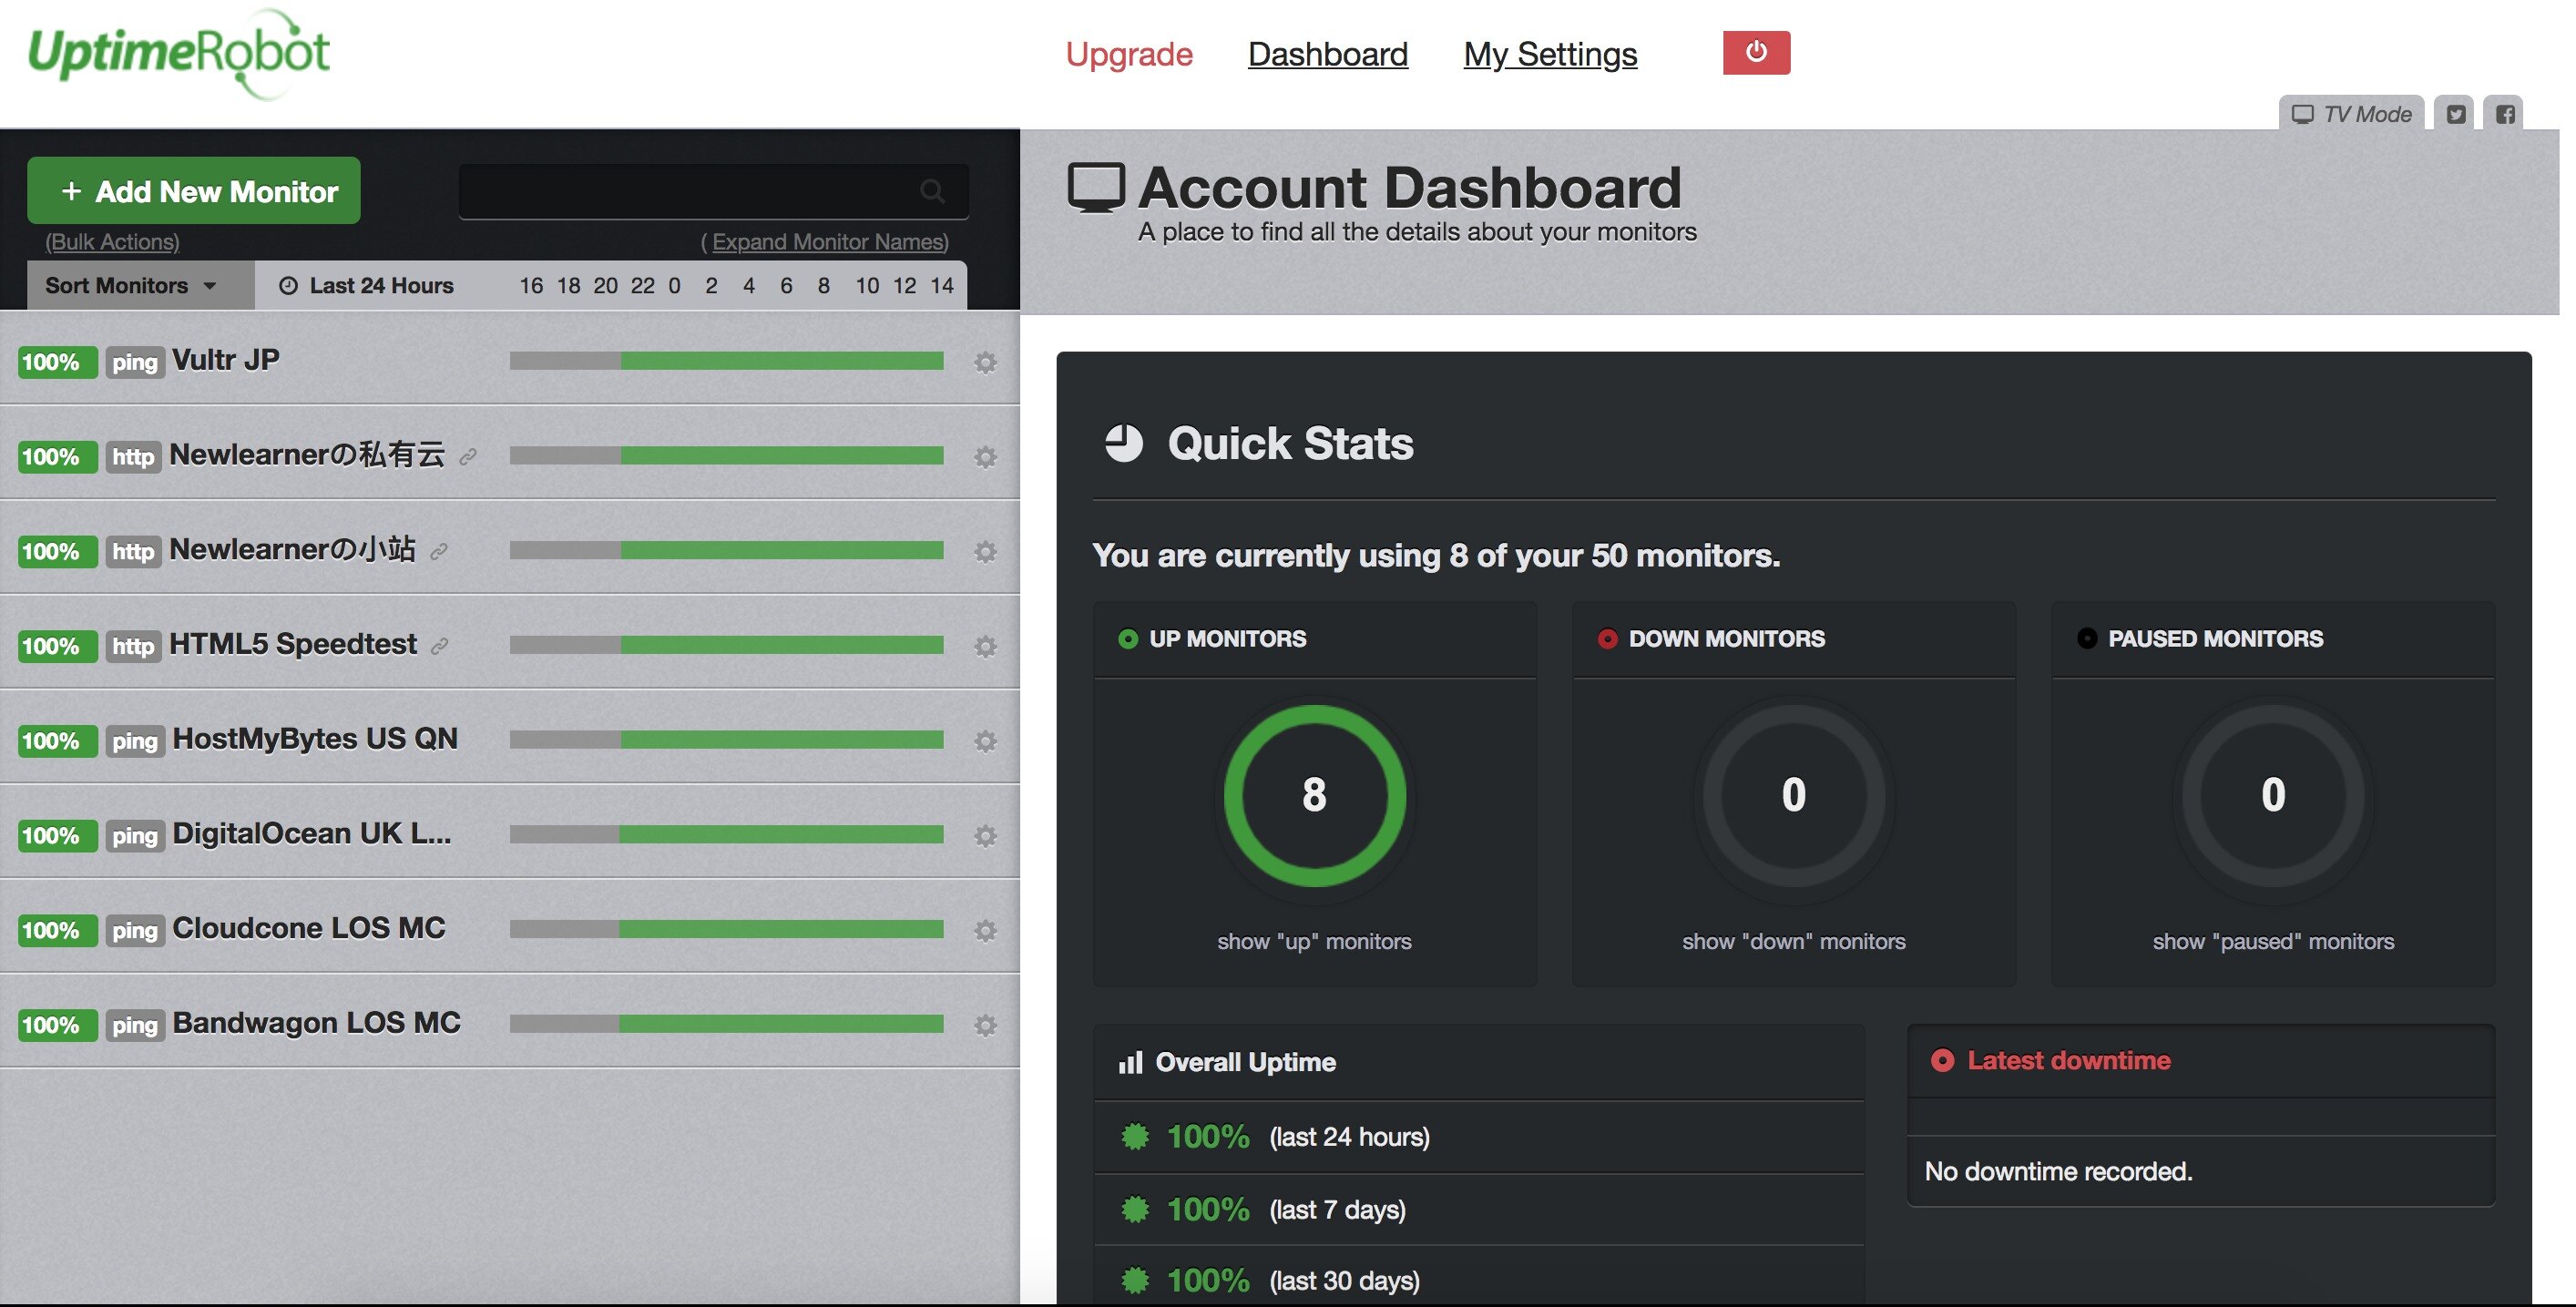 UptimeRobot
Upgrade Dashboard My Settings
TV Mode
+ Add New Monitor
(Bulk Actions)
( Expand Monitor Names)
Sort Monitors Last 24 Hours 16 18 20 22 0 2 4 6 8 10 12 14
100% ping Vultr JP
100% http Newlearnerの私有云
100% http Newlearnerの小站
100% http HTML5 Speedtest
100% ping HostMyBytes US QN
100% ping DigitalOcean UK L...
100% ping Cloudcone LOS MC
100% ping Bandwagon LOS MC
Account Dashboard
A place to find all the details about your monitors
Quick Stats
You are currently using 8 of your 50 monitors.
UP MONITORS
8
show "up" monitors
DOWN MONITORS
0
show "down" monitors
PAUSED MONITORS
0
show "paused" monitors
Overall Uptime
100% (last 24 hours)
100% (last 7 days)
100% (last 30 days)
Latest downtime
No downtime recorded.